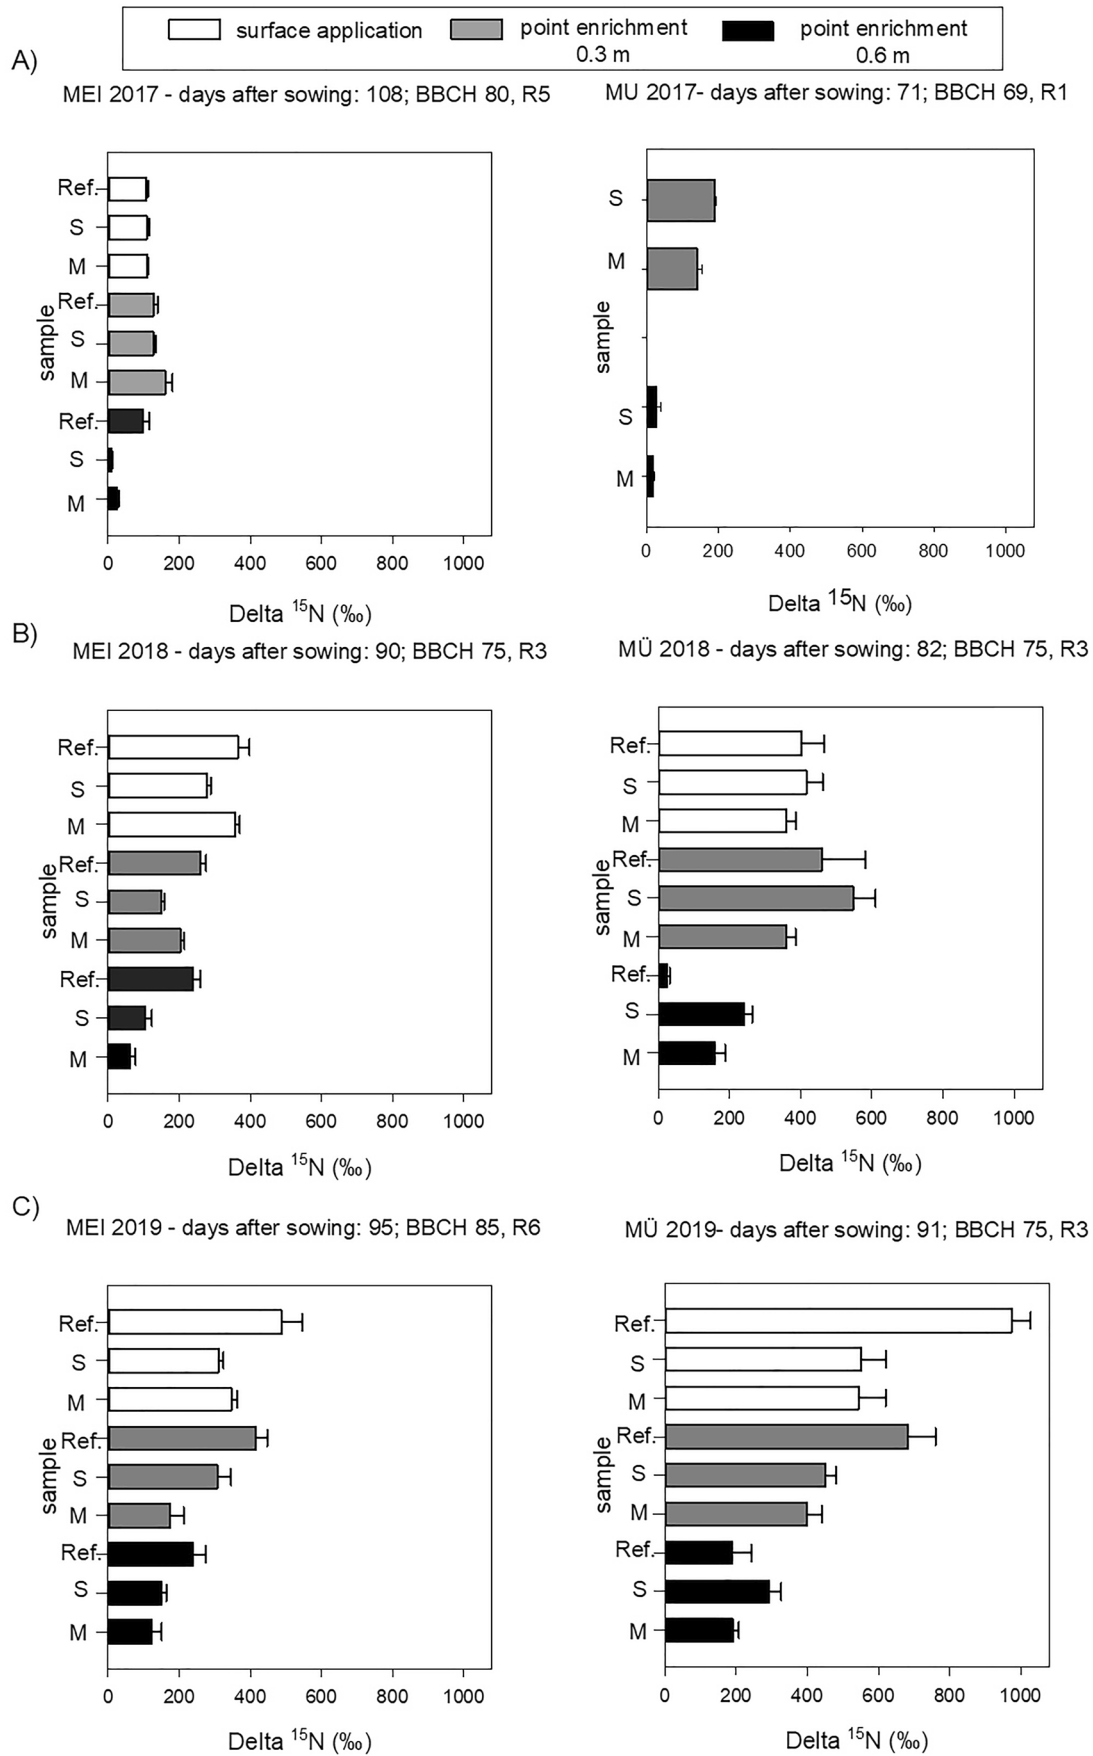 surface application
point enrichment
0.3 m
point enrichment
0.6 m
A)
MEI 2017 - days after sowing: 108; BBCH 80, R5
Ref.
S
M
Ref.
S
M
Ref.
S
M
sample
0 200 400 600 800 1000
Delta ¹⁵N (‰)
MU 2017- days after sowing: 71; BBCH 69, R1
S
M
S
M
sample
0 200 400 600 800 1000
Delta 15N (‰)
B)
MEI 2018 - days after sowing: 90; BBCH 75, R3
Ref.
S
M
Ref.
S
M
Ref.
S
M
sample
0 200 400 600 800 1000
Delta ¹⁵N (‰)
MÜ 2018 - days after sowing: 82; BBCH 75, R3
Ref.
S
M
Ref.
S
M
Ref.
S
M
sample
0 200 400 600 800 1000
Delta ¹⁵N (‰)
C)
MEI 2019 - days after sowing: 95; BBCH 85, R6
Ref.
S
M
Ref.
S
M
Ref.
S
M
sample
0 200 400 600 800 1000
Delta ¹⁵N (‰)
MÜ 2019- days after sowing: 91; BBCH 75, R3
Ref.
S
M
Ref.
S
M
Ref.
S
M
sample
0 200 400 600 800 1000
Delta ¹⁵N (‰)